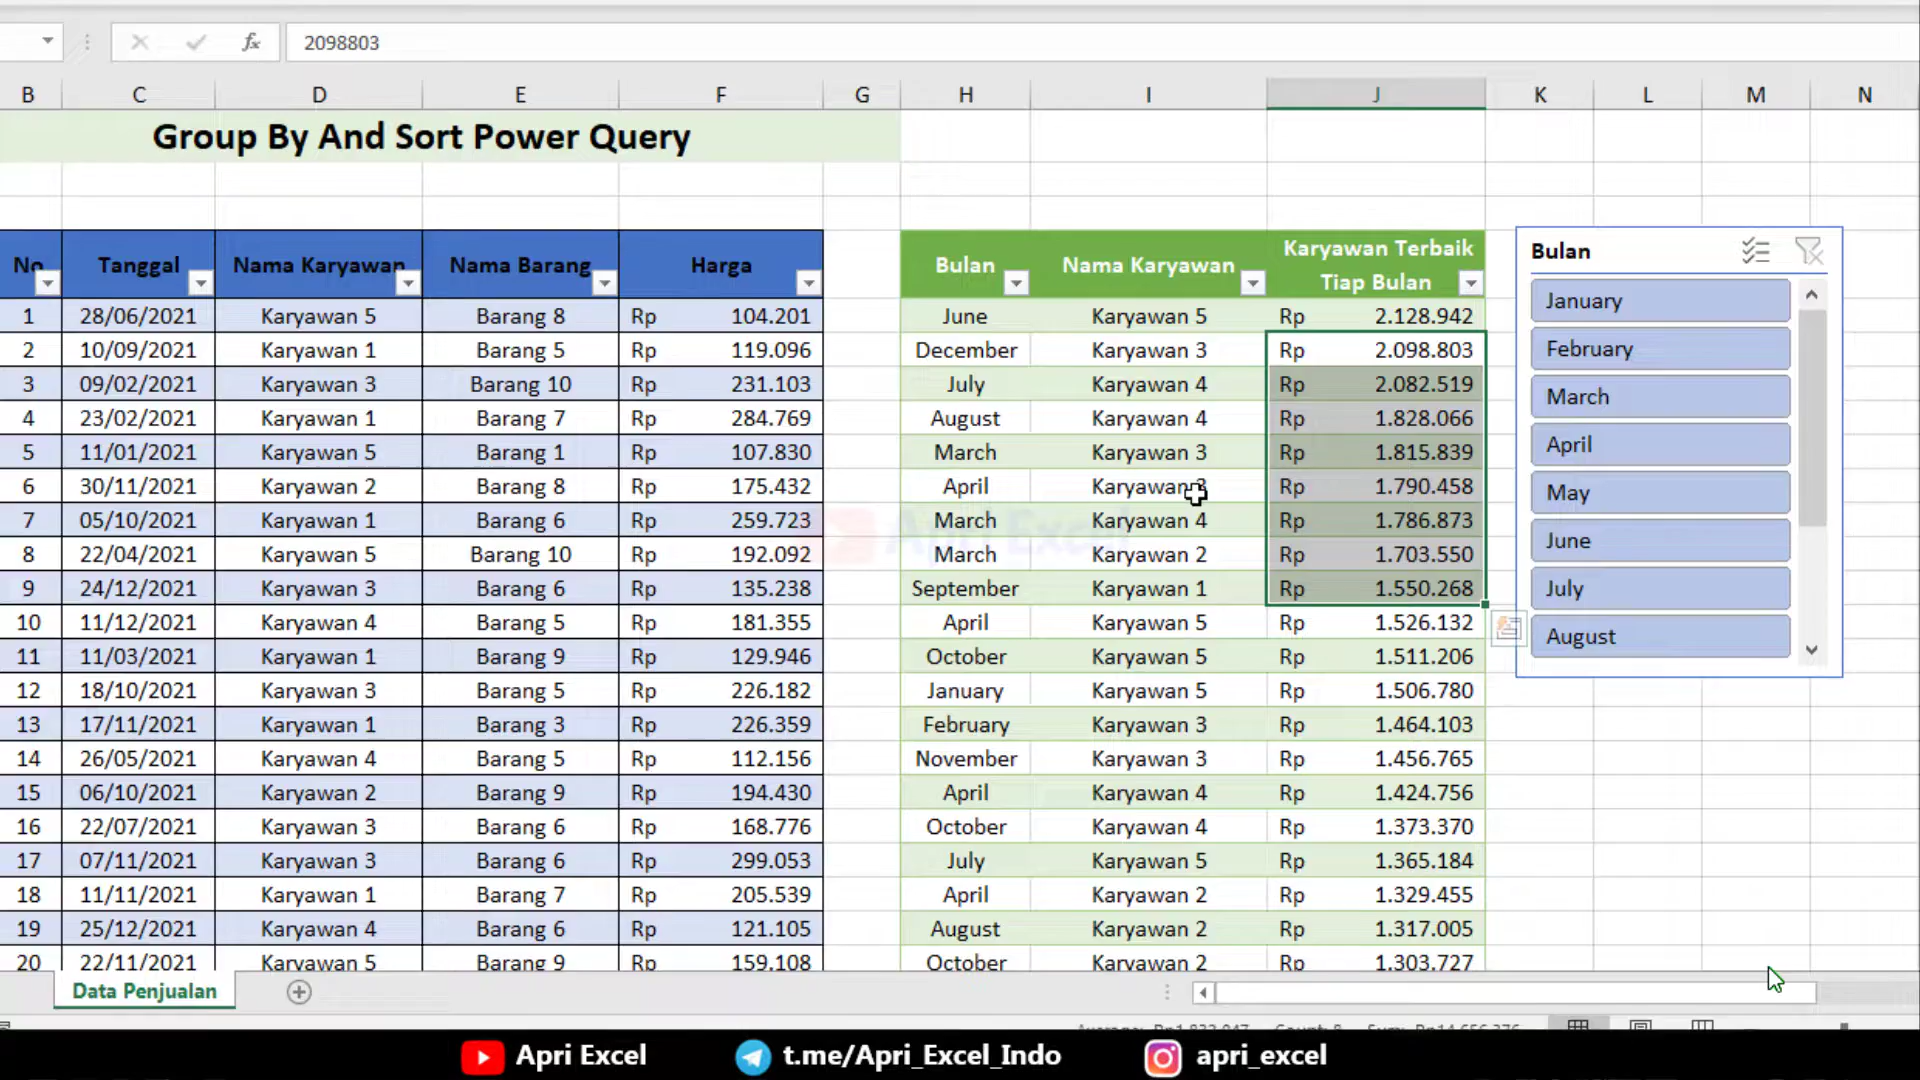 2098803
B C D E F G H I J K L M N
Group By And Sort Power Query
No Tanggal Nama Karyawan Nama Barang Harga
1 28/06/2021 Karyawan 5 Barang 8 Rp 104.201
2 10/09/2021 Karyawan 1 Barang 5 Rp 119.096
3 09/02/2021 Karyawan 3 Barang 10 Rp 231.103
4 23/02/2021 Karyawan 1 Barang 7 Rp 284.769
5 11/01/2021 Karyawan 5 Barang 1 Rp 107.830
6 30/11/2021 Karyawan 2 Barang 8 Rp 175.432
7 05/10/2021 Karyawan 1 Barang 6 Rp 259.723
8 22/04/2021 Karyawan 5 Barang 10 Rp 192.092
9 24/12/2021 Karyawan 3 Barang 6 Rp 135.238
10 11/12/2021 Karyawan 4 Barang 5 Rp 181.355
11 11/03/2021 Karyawan 1 Barang 9 Rp 129.946
12 18/10/2021 Karyawan 3 Barang 5 Rp 226.182
13 17/11/2021 Karyawan 1 Barang 3 Rp 226.359
14 26/05/2021 Karyawan 4 Barang 5 Rp 112.156
15 06/10/2021 Karyawan 2 Barang 9 Rp 194.430
16 22/07/2021 Karyawan 3 Barang 6 Rp 168.776
17 07/11/2021 Karyawan 3 Barang 6 Rp 299.053
18 11/11/2021 Karyawan 1 Barang 7 Rp 205.539
19 25/12/2021 Karyawan 4 Barang 6 Rp 121.105
20 22/11/2021 Karyawan 5 Barang 9 Rp 159.108
Bulan Nama Karyawan Karyawan Terbaik
Tiap Bulan
June Karyawan 5 Rp 2.128.942
December Karyawan 3 Rp 2.098.803
July Karyawan 4 Rp 2.082.519
August Karyawan 4 Rp 1.828.066
March Karyawan 3 Rp 1.815.839
April Karyawan Rp 1.790.458
March Karyawan 4 Rp 1.786.873
March Karyawan 2 Rp 1.703.550
September Karyawan 1 Rp 1.550.268
April Karyawan 5 Rp 1.526.132
October Karyawan 5 Rp 1.511.206
January Karyawan 5 Rp 1.506.780
February Karyawan 3 Rp 1.464.103
November Karyawan 3 Rp 1.456.765
April Karyawan 4 Rp 1.424.756
October Karyawan 4 Rp 1.373.370
July Karyawan 5 Rp 1.365.184
April Karyawan 2 Rp 1.329.455
August Karyawan 2 Rp 1.317.005
October Karyawan 2 Rp 1.303.727
Apri Excel
Bulan
January
February
March
April
May
June
July
August
Data Penjualan
Apri Excel t.me/Apri_Excel_Indo apri_excel